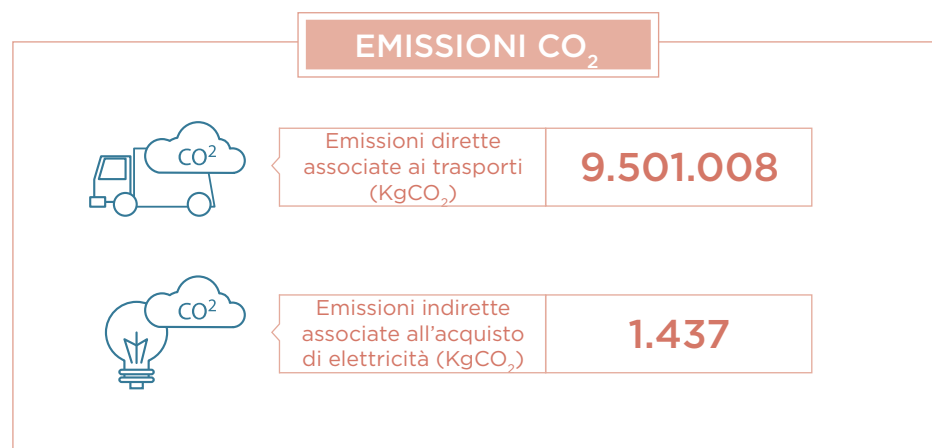 EMISSIONI CO₂
CO²
Emissioni dirette
associate ai trasporti
(KgCO₂)
9.501.008
CO²
Emissioni indirette
associate all’acquisto
di elettricità (KgCO₂)
1.437